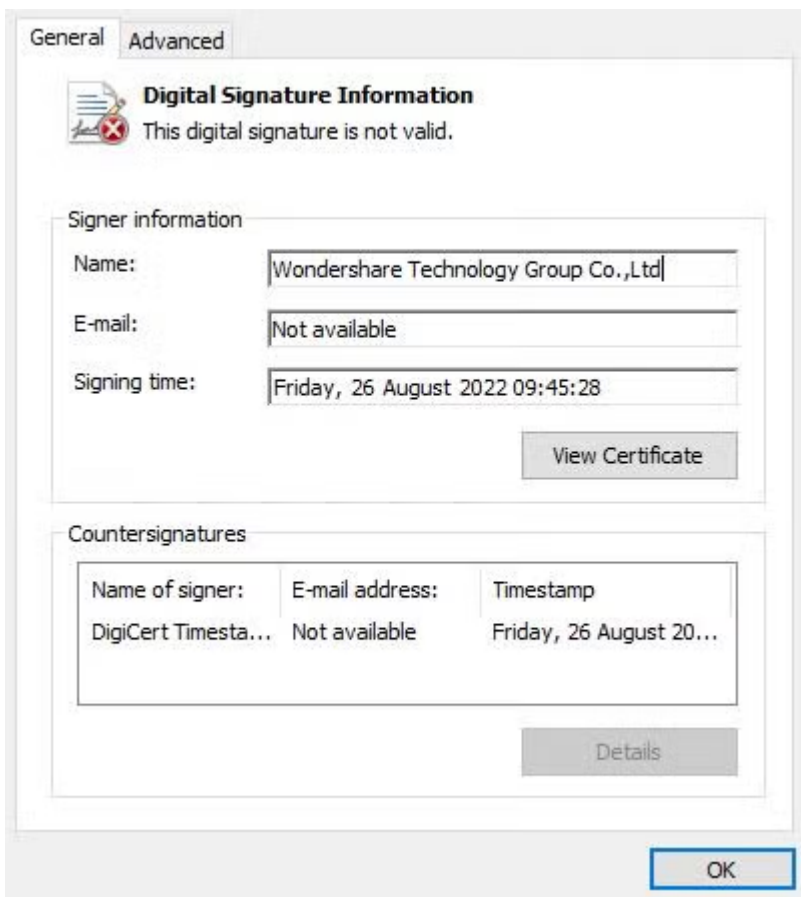 General Advanced
Digital Signature Information
This digital signature is not valid.
Signer information
Name: Wondershare Technology Group Co.,Ltd
E-mail: Not available
Signing time: Friday, 26 August 2022 09:45:28
View Certificate
Countersignatures
Name of signer: E-mail address: Timestamp
DigiCert Timesta... Not available Friday, 26 August 20...
Details
OK